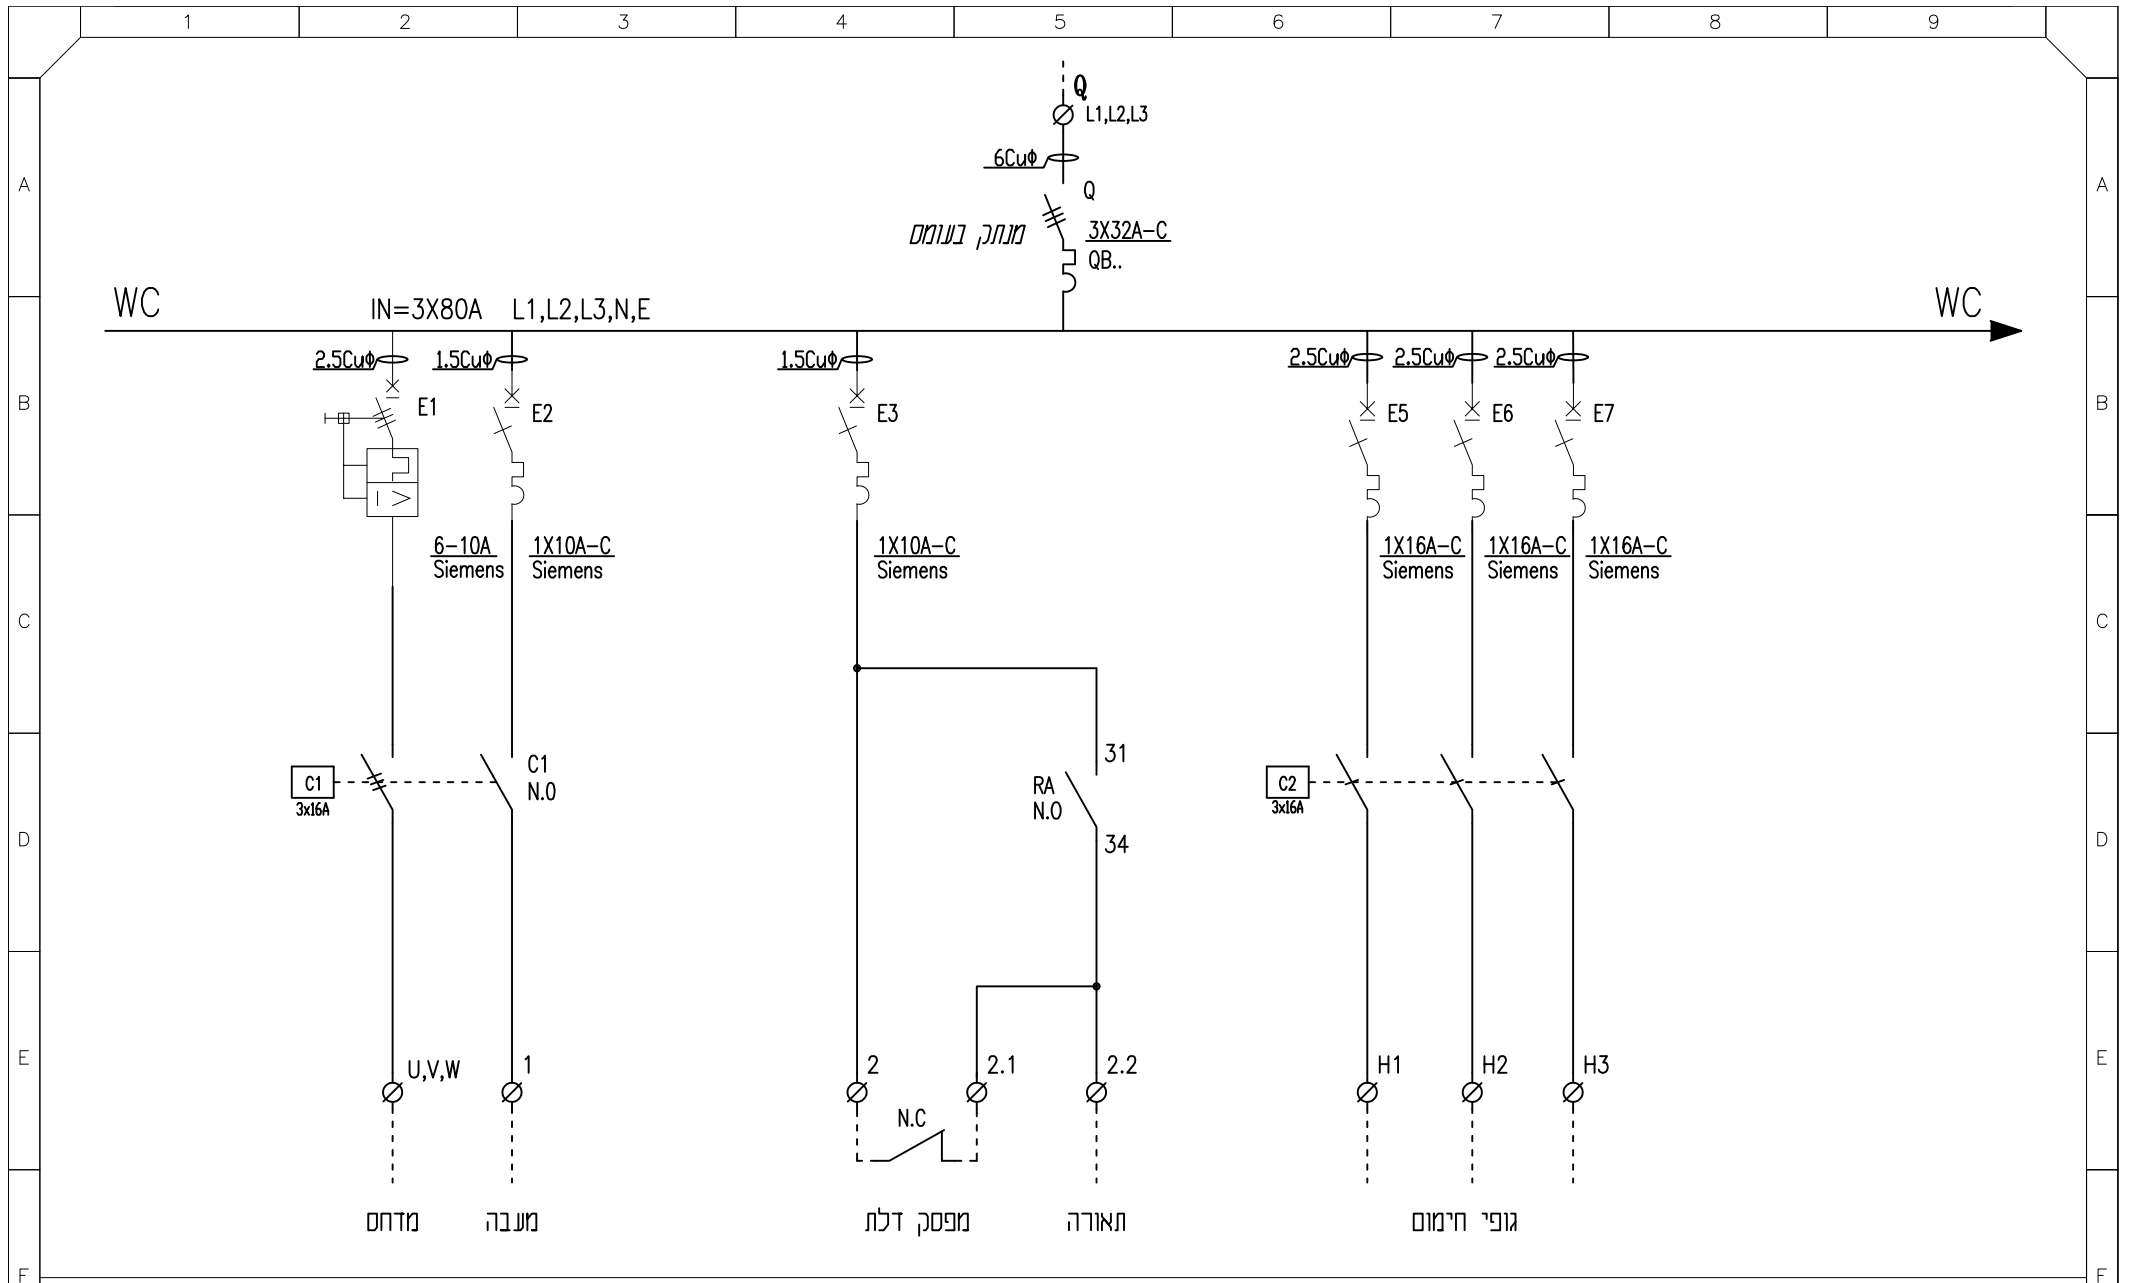 1 2 3 4 5 6 7 8 9
Q
L1,L2,L3
6CuΦ
A A
Q
מנתק בעומס
3X32A-C
QB..
WC IN=3X80A L1,L2,L3,N,E WC
2.5CuΦ 1.5CuΦ 1.5CuΦ 2.5CuΦ 2.5CuΦ 2.5CuΦ
B E1 E2 E3 E5 E6 E7 B
I>
6-10A 1X10A-C 1X10A-C 1X16A-C 1X16A-C 1X16A-C
Siemens Siemens Siemens Siemens Siemens Siemens
C C
31
C1 C1 RA C2
3x16A N.O N.O 3x16A
D 34 D
E U,V,W 1 2 2.1 2.2 H1 H2 H3 E
N.C
מדחס מעבה מפסק דלת תאורה גופי חימום
F F